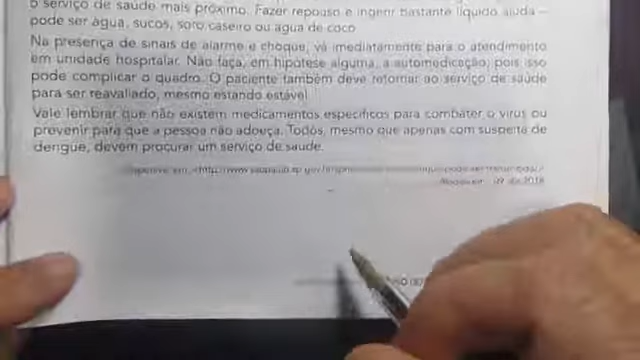 o serviço de saúde mais próximo. Fazer repouso e ingerir bastante líquido ajuda –
pode ser água, sucos, soro caseiro ou água de coco
Na presença de sinais de alarme e choque, vá imediatamente para o atendimento
em unidade hospitalar. Não faça, em hipótese alguma, a automedicação, pois isso
pode complicar o quadro. O paciente também deve retornar ao serviço de saúde
para ser reavaliado, mesmo estando estável
Vale lembrar que não existem medicamentos específicos para combater o vírus ou
prevenir para que a pessoa não adoeça. Todos, mesmo que apenas com suspeita de
dengue, devem procurar um serviço de saúde.